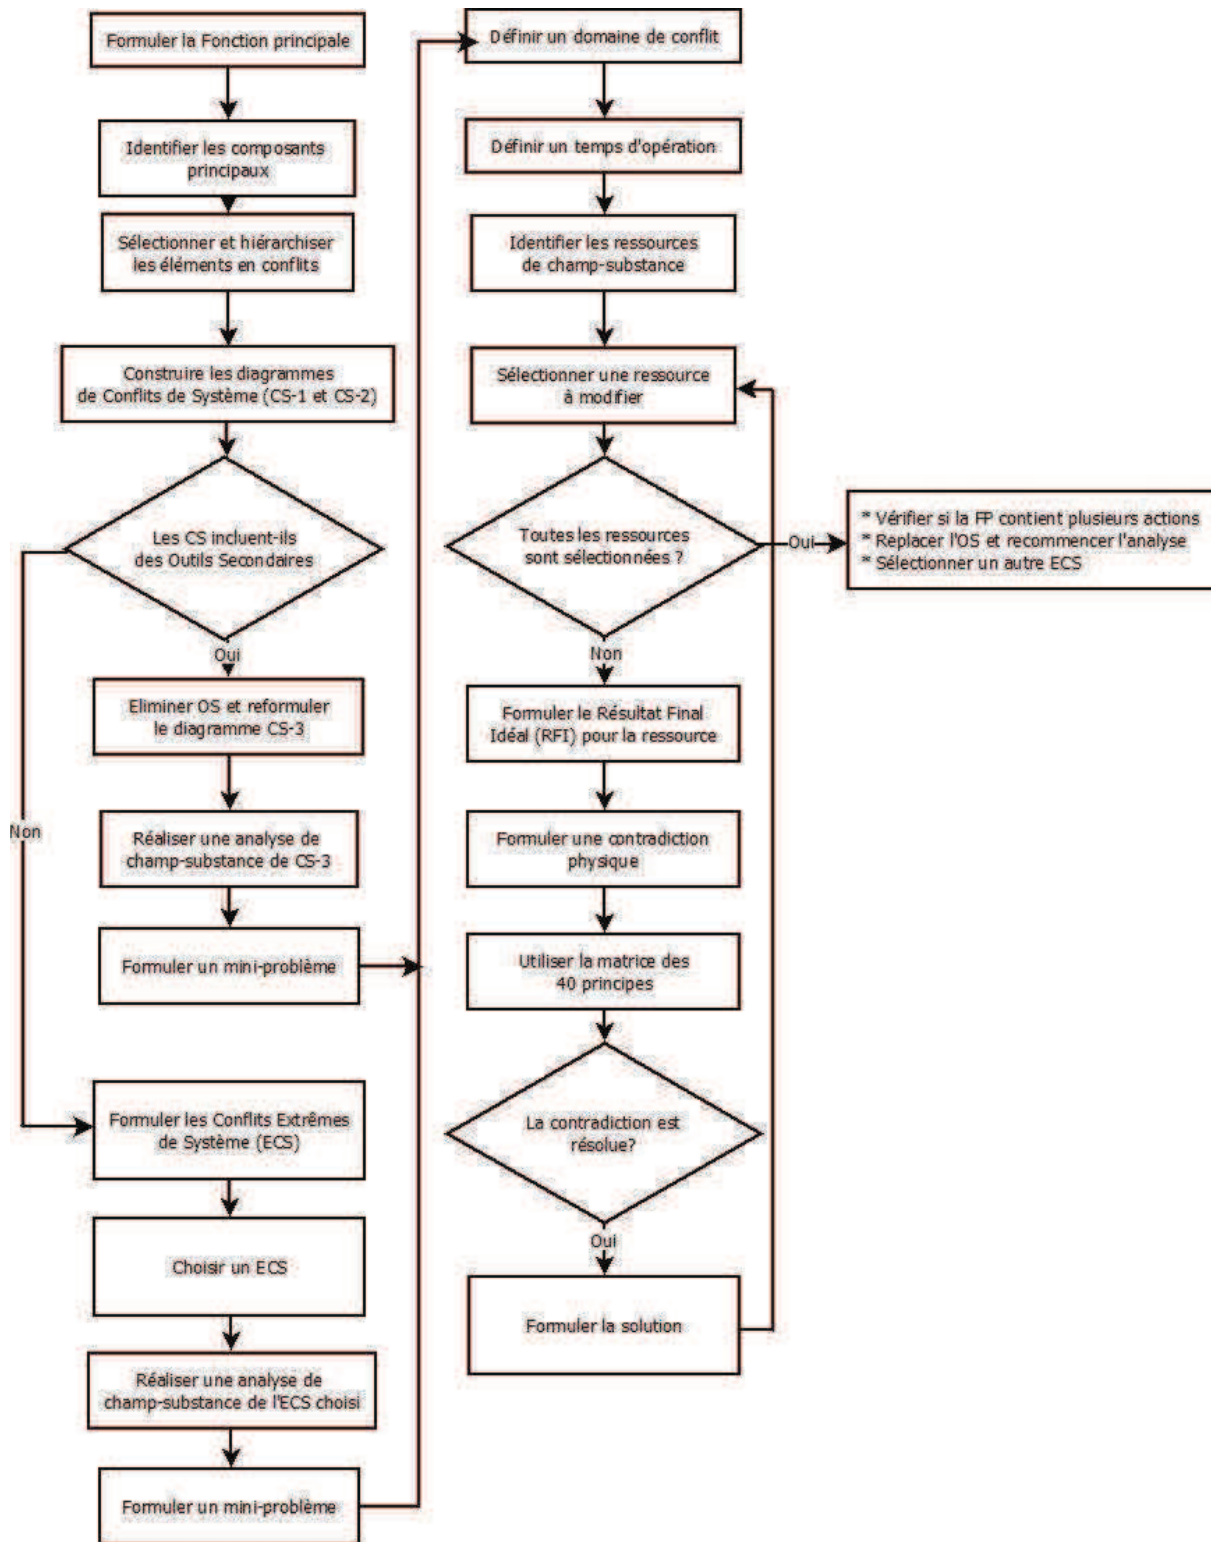 Formuler la Fonction principale
Identifier les composants
principaux
Sélectionner et hiérarchiser
les éléments en conflits
Construire les diagrammes
de Conflits de Système (CS-1 et CS-2)
Les CS incluent-ils
des Outils Secondaires
Oui
Eliminer OS et reformuler
le diagramme CS-3
Réaliser une analyse de
champ-substance de CS-3
Formuler un mini-problème
Non
Formuler les Conflits Extrêmes
de Système (ECS)
Choisir un ECS
Réaliser une analyse de
champ-substance de l'ECS choisi
Formuler un mini-problème
Définir un domaine de conflit
Définir un temps d'opération
Identifier les ressources
de champ-substance
Sélectionner une ressource
à modifier
Toutes les ressources
sont sélectionnées ?
Oui
* Vérifier si la FP contient plusieurs actions
* Replacer l'OS et recommencer l'analyse
* Sélectionner un autre ECS
Non
Formuler le Résultat Final
Idéal (RFI) pour la ressource
Formuler une contradiction
physique
Utiliser la matrice des
40 principes
La contradiction est
résolue?
Oui
Formuler la solution